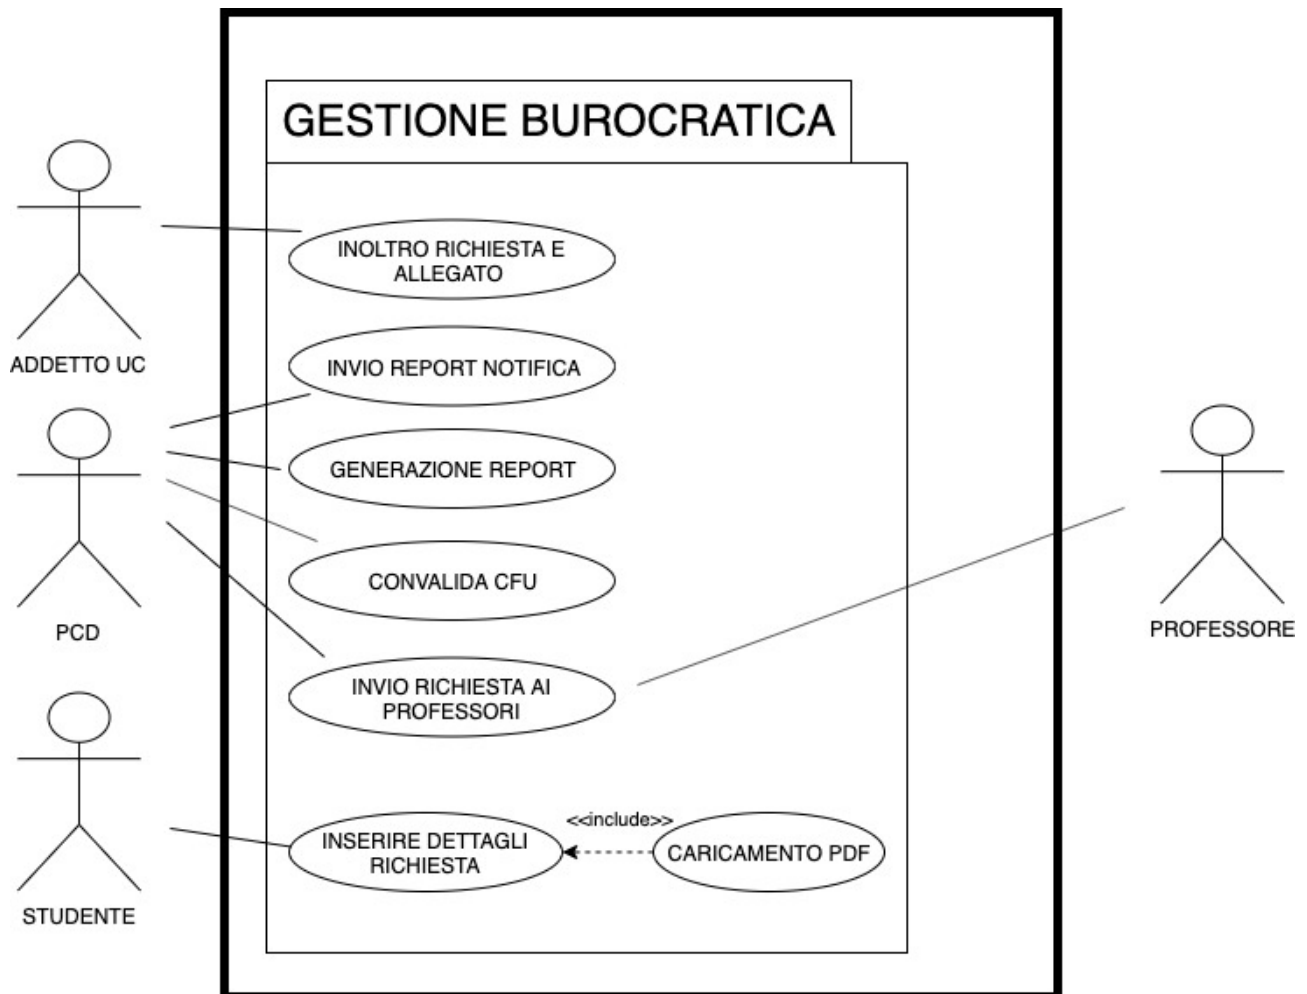 GESTIONE BUROCRATICA
INOLTRO RICHIESTA E
ALLEGATO
ADDETTO UC
INVIO REPORT NOTIFICA
GENERAZIONE REPORT
CONVALIDA CFU
PCD
PROFESSORE
INVIO RICHIESTA AI
PROFESSORI
<<include>>
INSERIRE DETTAGLI
RICHIESTA
CARICAMENTO PDF
STUDENTE